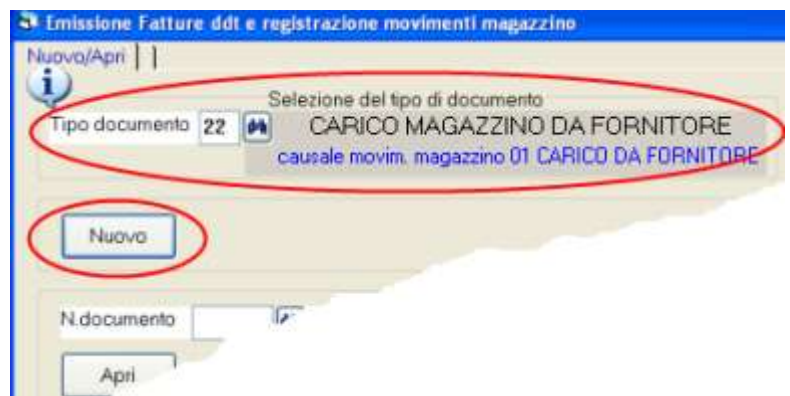 Emissione Fatture ddt e registrazione movimenti magazzino
Nuovo/Apri
Selezione del tipo di documento
Tipo documento 22 CARICO MAGAZZINO DA FORNITORE
causale movim. magazzino 01 CARICO DA FORNITORE
Nuovo
N.documento
Apri